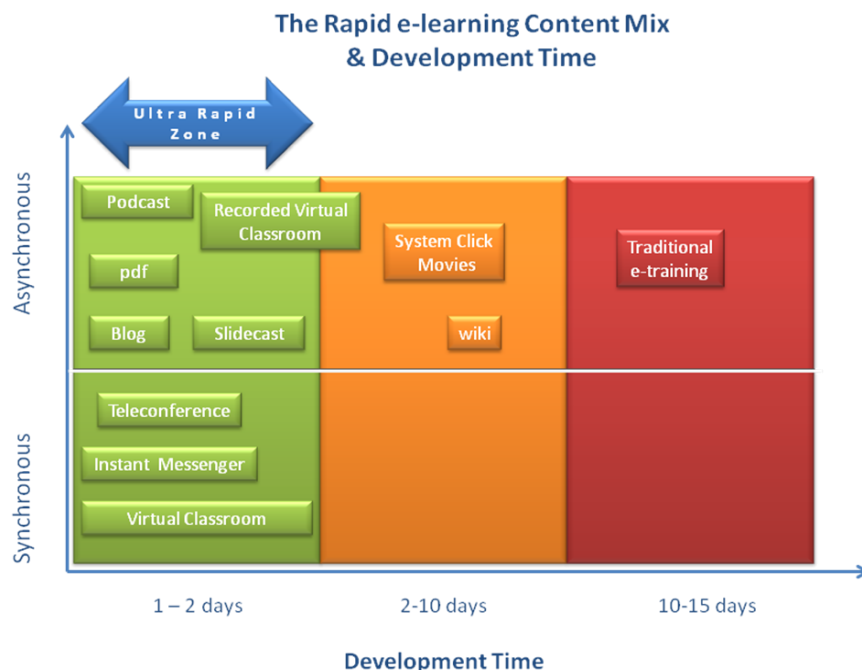 The Rapid e-learning Content Mix
& Development Time
Ultra Rapid
Zone
Asynchronous
Podcast
Recorded Virtual
Classroom
System Click
Movies
Traditional
e-training
pdf
Blog
Slidecast
wiki
Synchronous
Teleconference
Instant Messenger
Virtual Classroom
1 – 2 days
2-10 days
10-15 days
Development Time